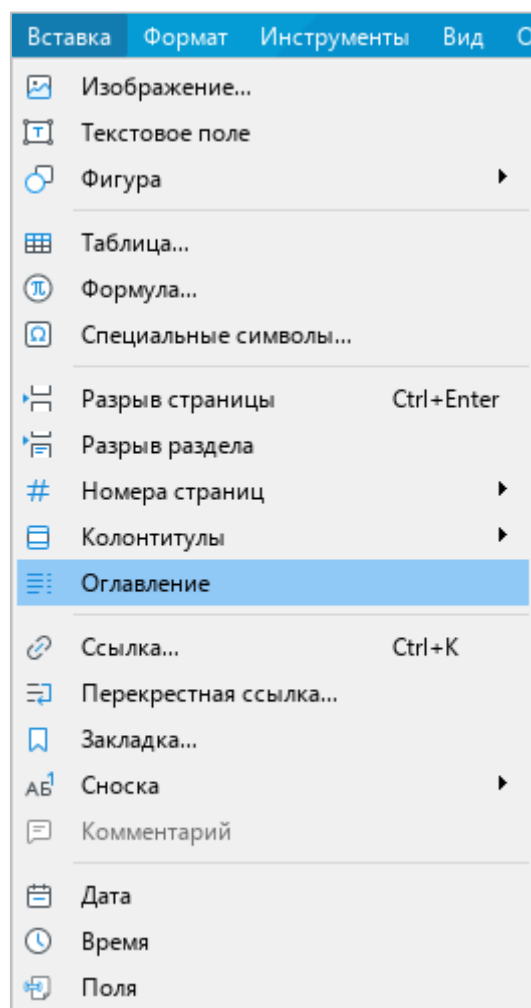 Вставка Формат Инструменты Вид
Изображение...
Текстовое поле
Фигура
Таблица...
Формула...
Специальные символы...
Разрыв страницы Ctrl+Enter
Разрыв раздела
Номера страниц
Колонтитулы
Оглавление
Ссылка... Ctrl+K
Перекрестная ссылка...
Закладка...
Сноска
Комментарий
Дата
Время
Поля